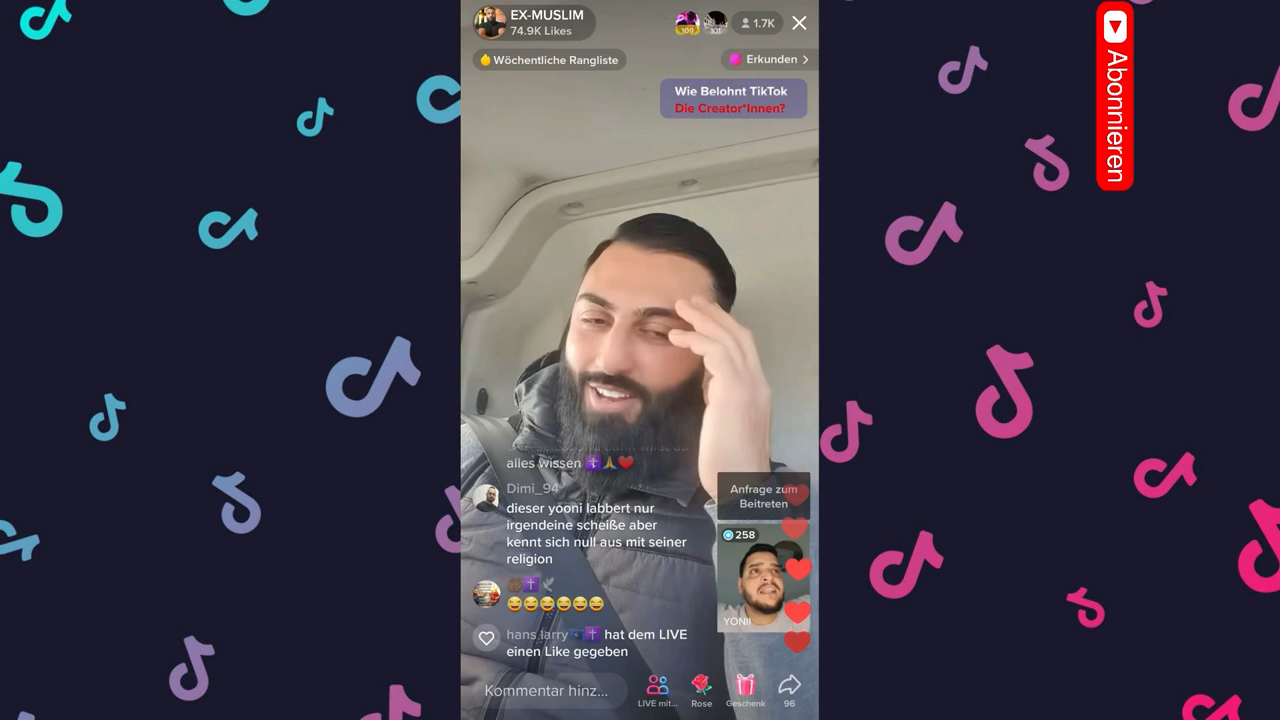 EX-MUSLIM
74.9K Likes
109
101
1.7K
Wöchentliche Rangliste
Erkunden
Wie Belohnt TikTok
Die Creator*Innen?
Abonnieren
alles wissen
Dimi_94
dieser yooni labbert nur
irgendeine scheiße aber
kennt sich null aus mit seiner
religion
hans.larry hat dem LIVE
einen Like gegeben
Anfrage zum
Beitreten
258
YONII
Kommentar hinz...
LIVE mit...
Rose
Geschenk
96